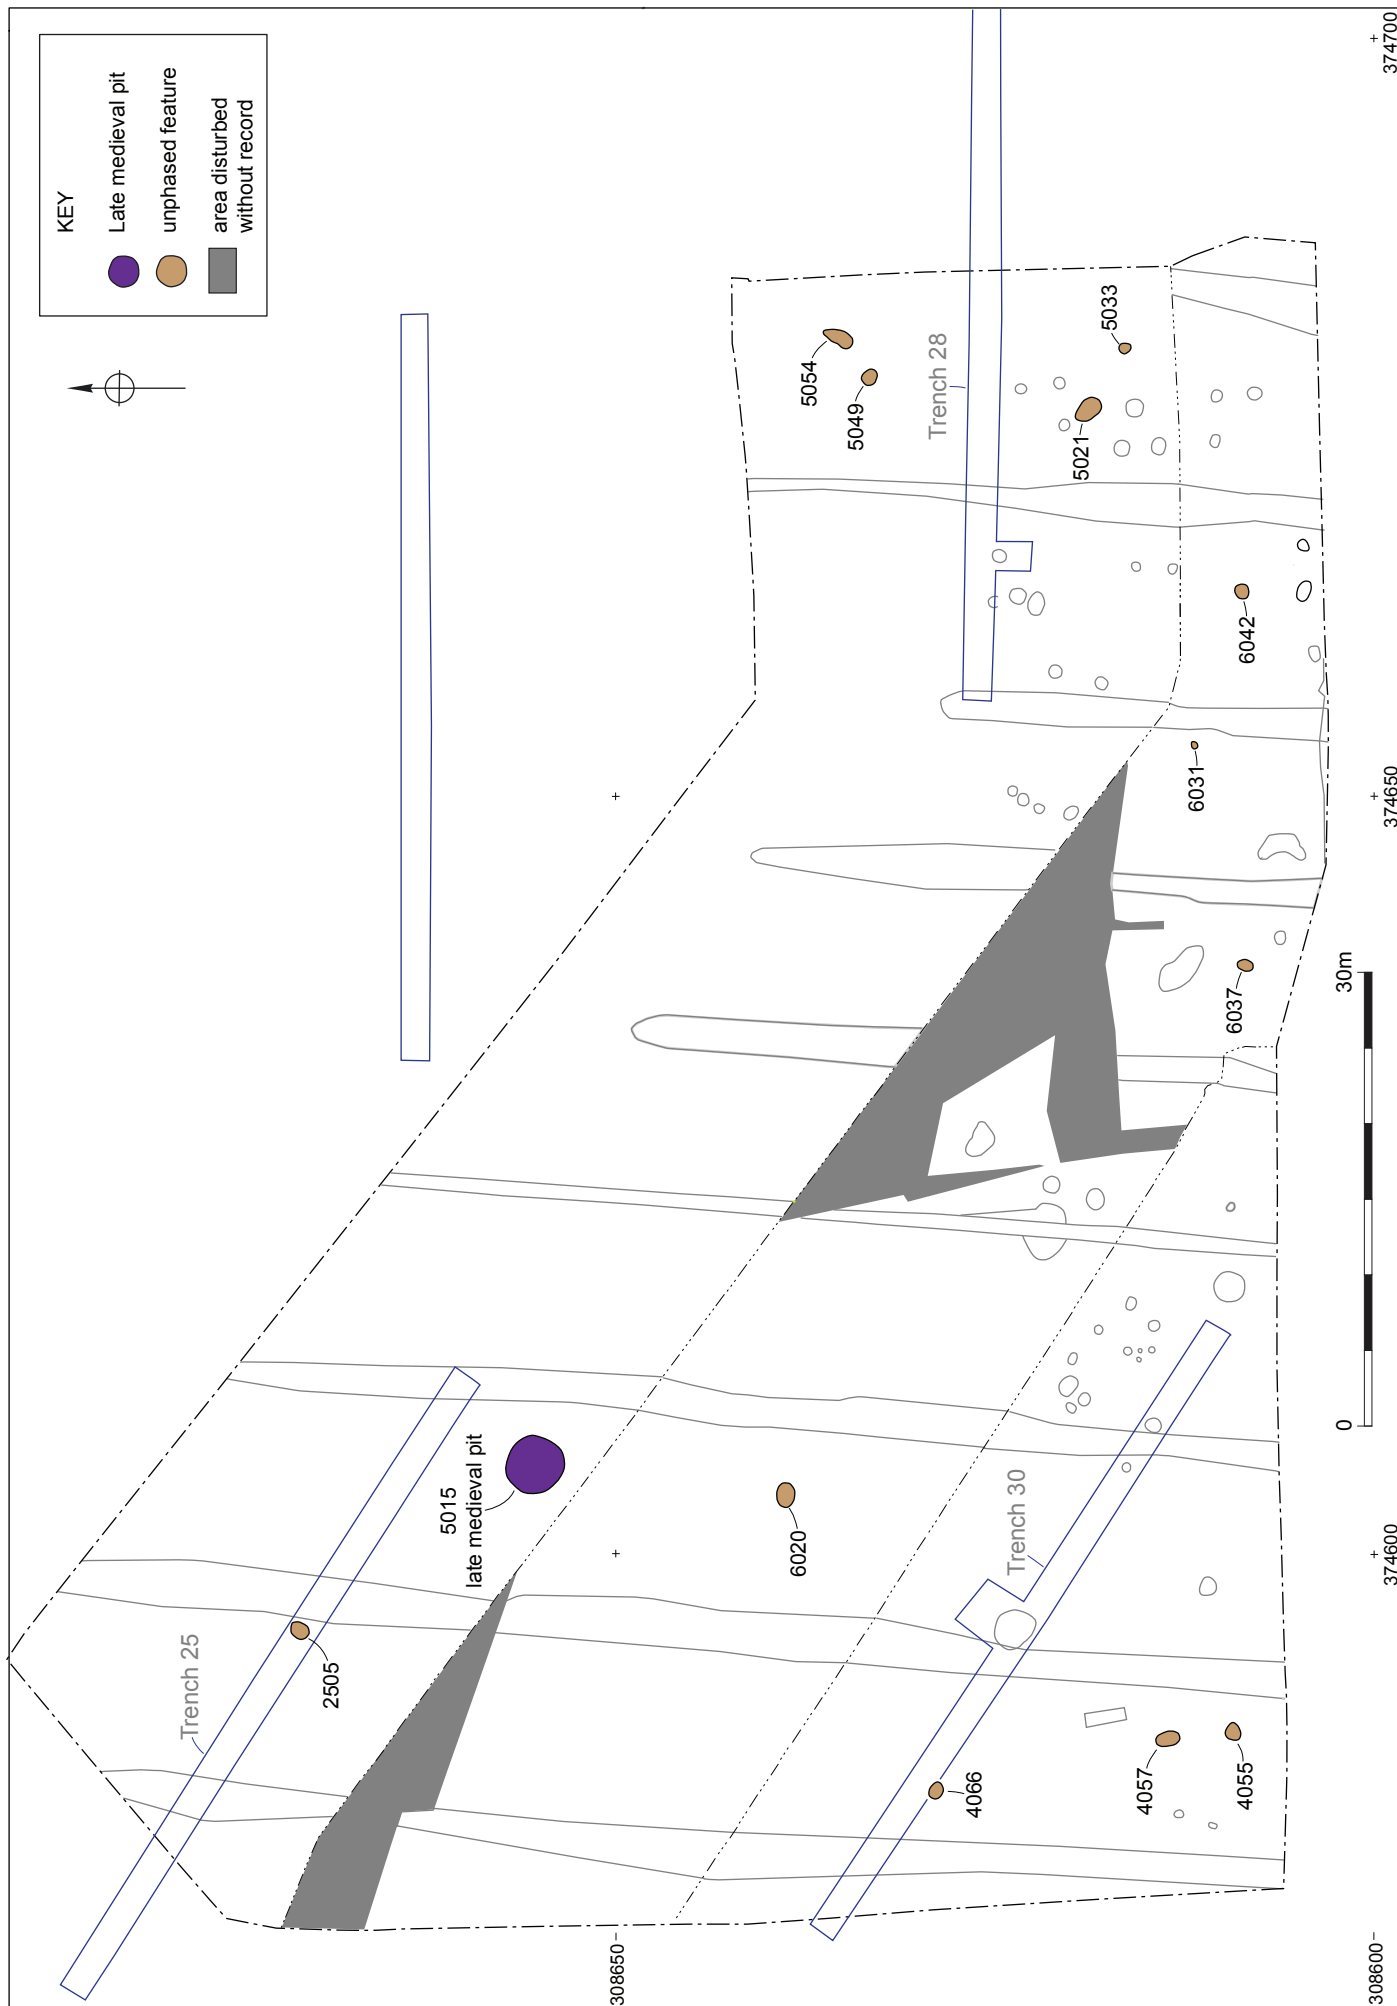 KEY
Late medieval pit
unphased feature
area disturbed
without record
Trench 25
2505
5015
late medieval pit
6020
Trench 30
4066
4057
4055
5054
5049
Trench 28
5033
5021
6042
6031
6037
0
30m
308650
308600
374600
374650
374700